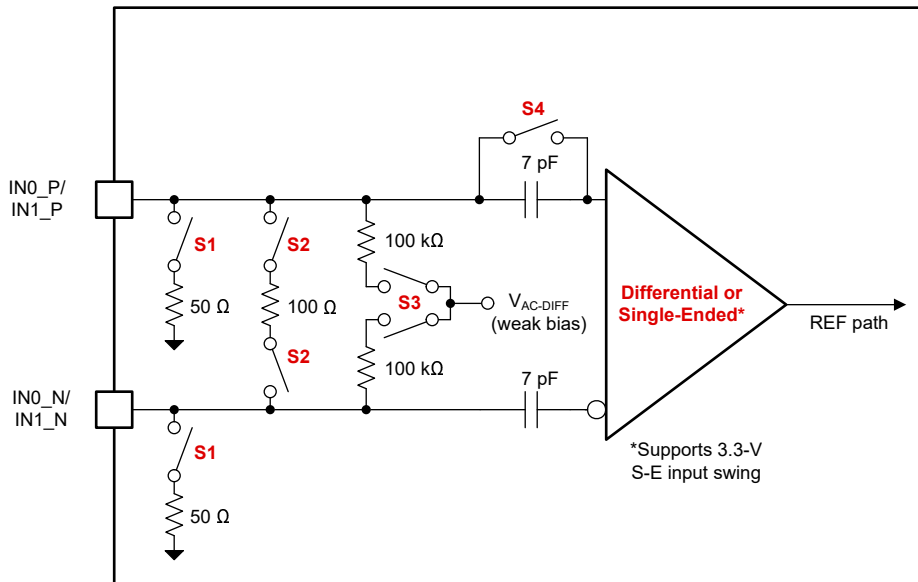 S4
7 pF
IN0_P/
IN1_P
S1
S2
100 kΩ
50 Ω
100 Ω
S3
V_AC-DIFF
(weak bias)
Differential or
Single-Ended*
REF path
S2
100 kΩ
7 pF
IN0_N/
IN1_N
S1
50 Ω
*Supports 3.3-V
S-E input swing